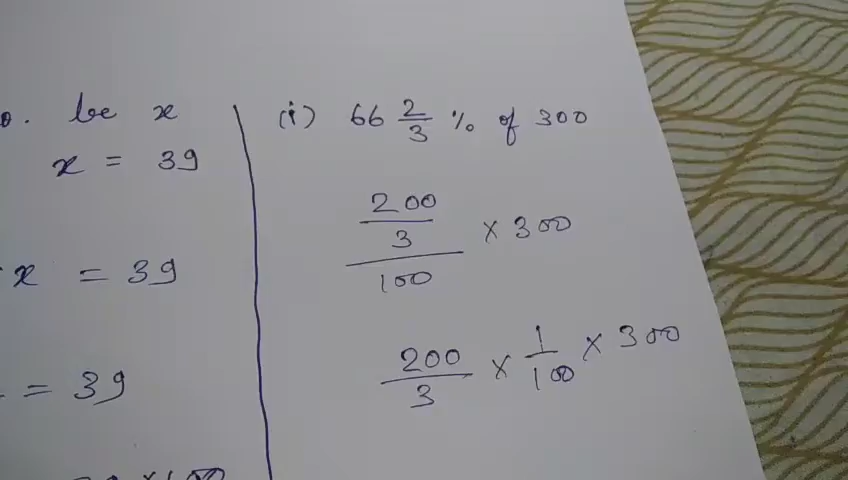 be x
x = 39
x = 39
= 39
(i) 66 2/3 % of 300
200/3 / 100 × 300
200/3 × 1/100 × 300